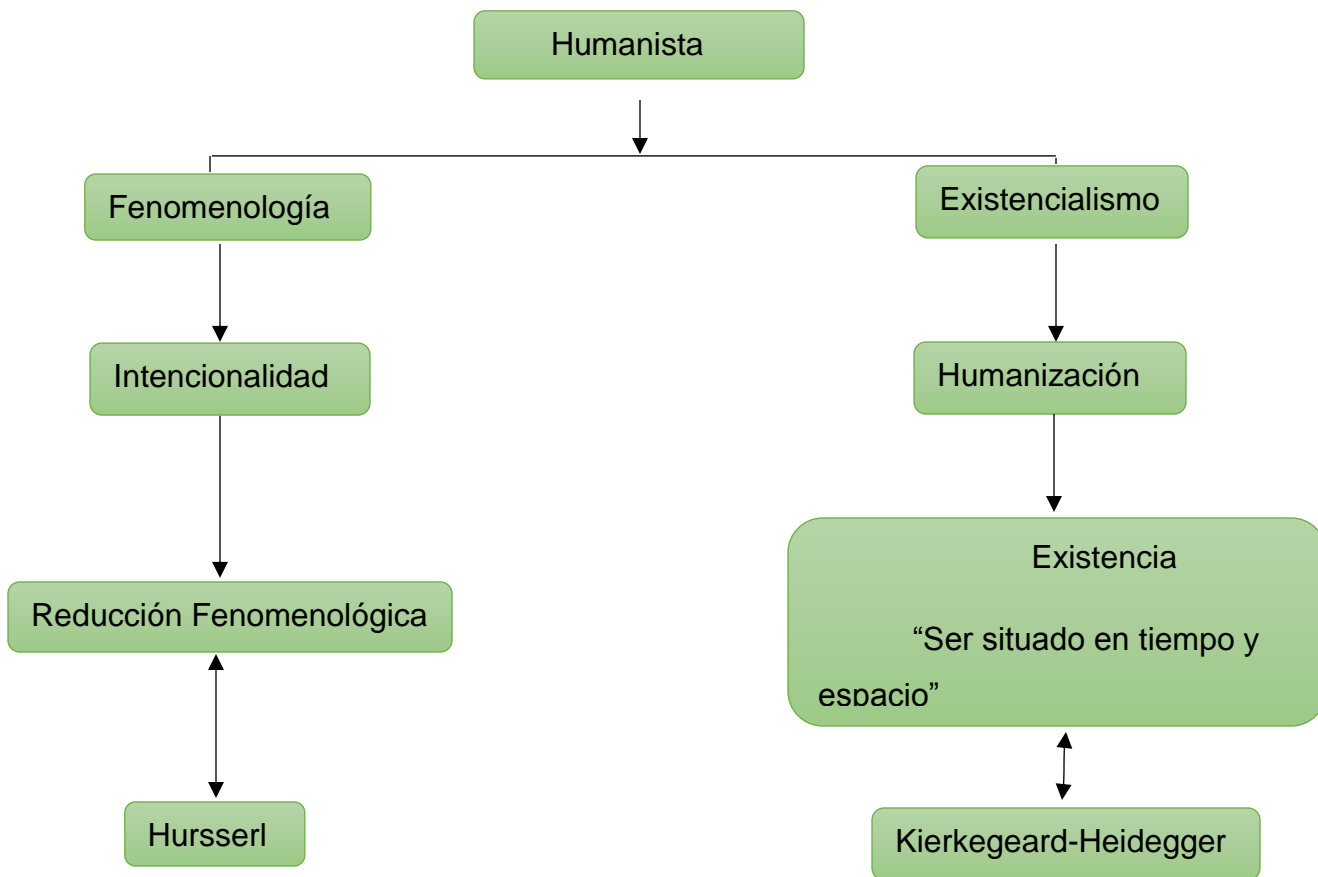 Humanista
Fenomenología
Existencialismo
Intencionalidad
Humanización
Existencia
“Ser situado en tiempo y
espacio”
Reducción Fenomenológica
Hursserl
Kierkegeard-Heidegger